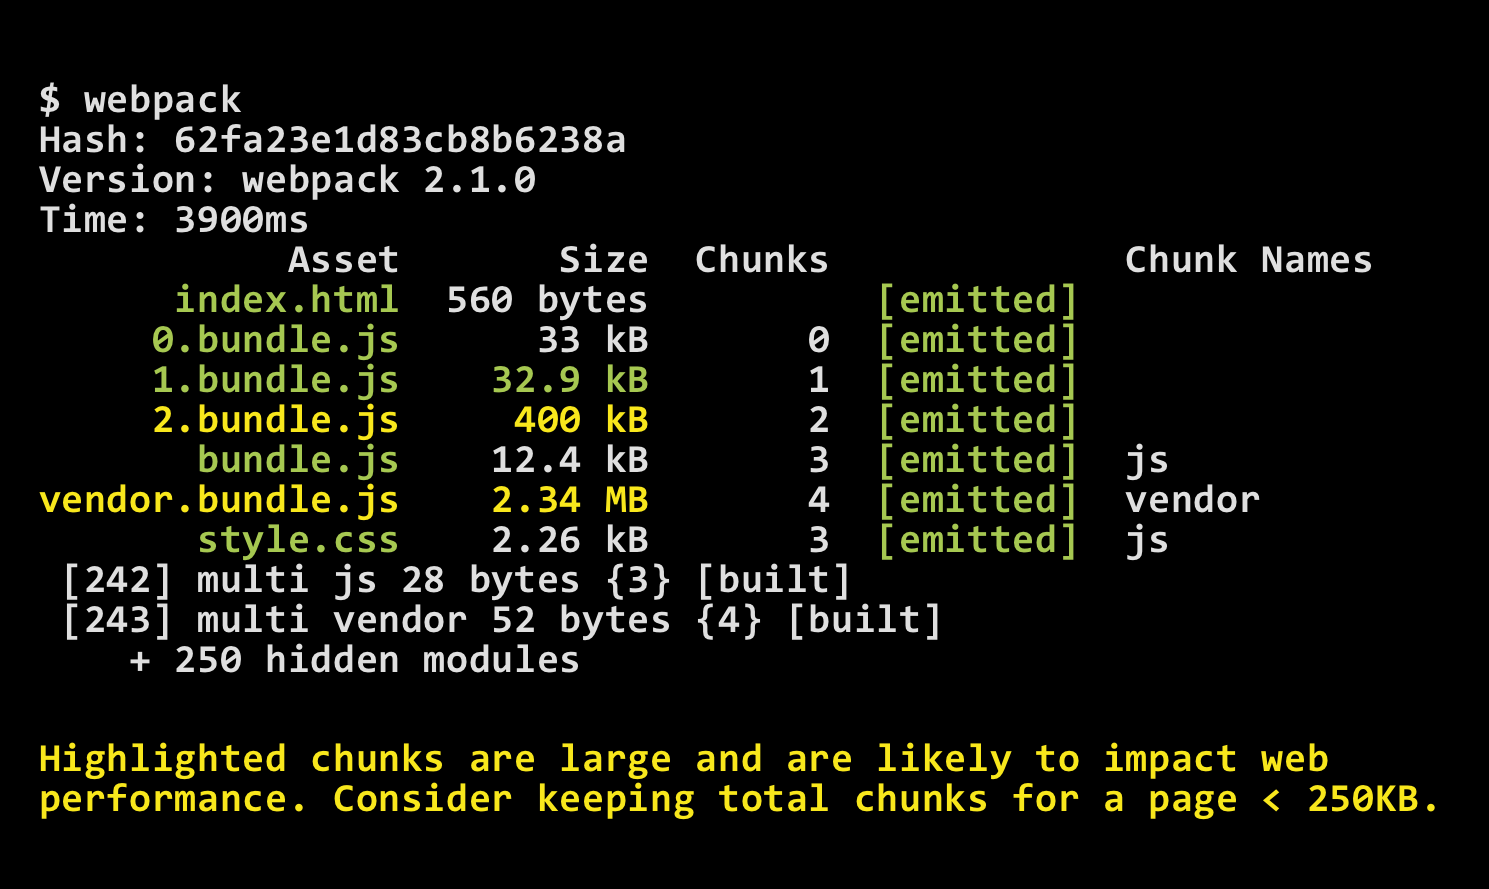 $ webpack
Hash: 62fa23e1d83cb8b6238a
Version: webpack 2.1.0
Time: 3900ms
Asset Size Chunks Chunk Names
index.html 560 bytes [emitted]
0.bundle.js 33 kB 0 [emitted]
1.bundle.js 32.9 kB 1 [emitted]
2.bundle.js 400 kB 2 [emitted]
bundle.js 12.4 kB 3 [emitted] js
vendor.bundle.js 2.34 MB 4 [emitted] vendor
style.css 2.26 kB 3 [emitted] js
[242] multi js 28 bytes {3} [built]
[243] multi vendor 52 bytes {4} [built]
+ 250 hidden modules
Highlighted chunks are large and are likely to impact web
performance. Consider keeping total chunks for a page < 250KB.